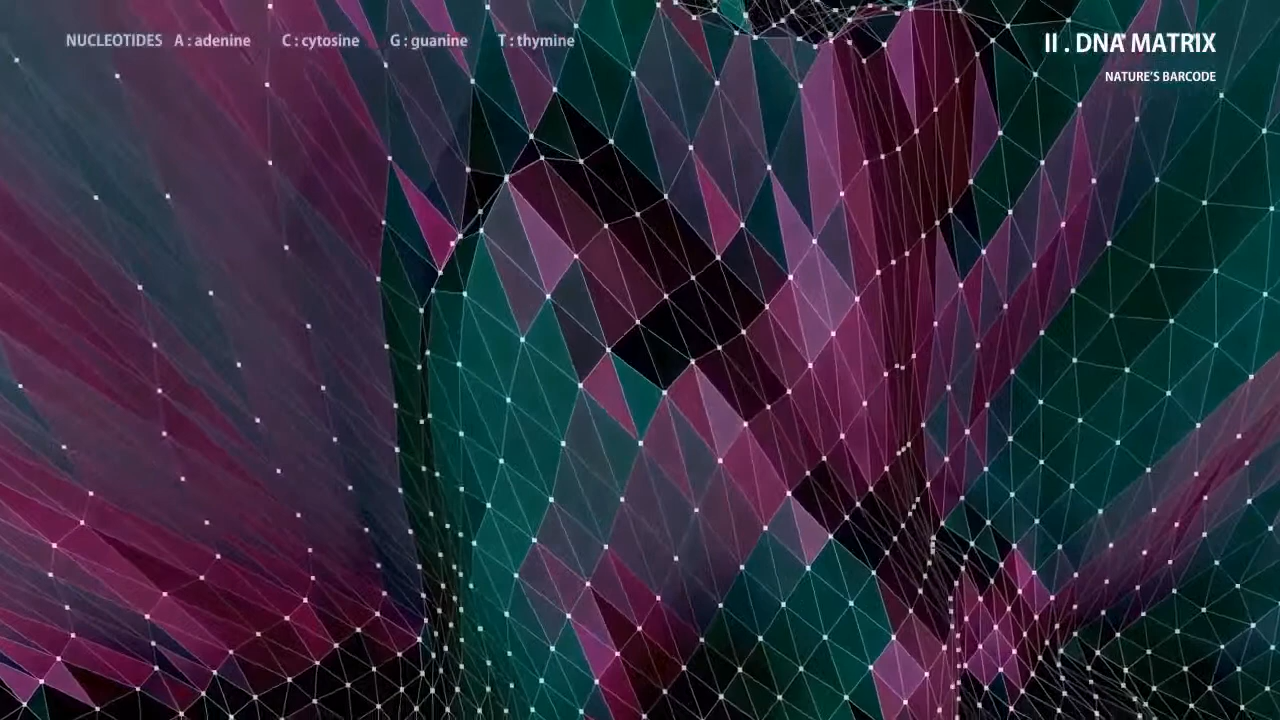 NUCLEOTIDES A : adenine C : cytosine G : guanine T : thymine
II . DNA MATRIX
NATURE'S BARCODE